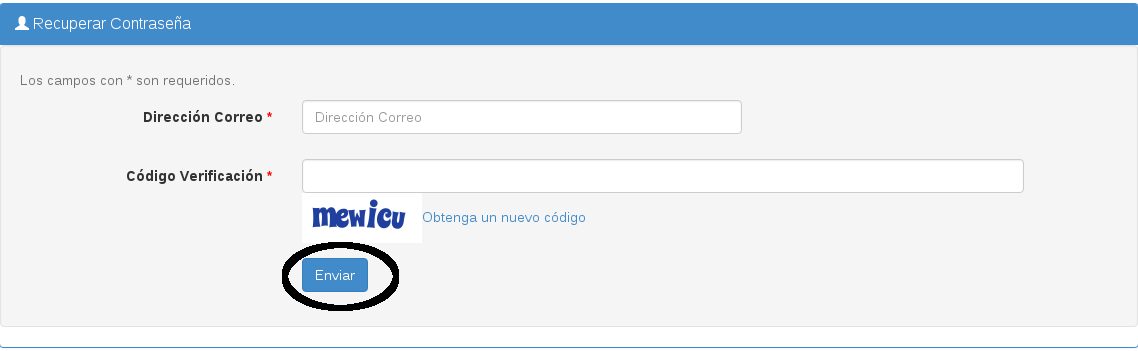 Recuperar Contraseña
Los campos con * son requeridos.
Dirección Correo *
Dirección Correo
Código Verificación *
mewicu
Obtenga un nuevo código
Enviar